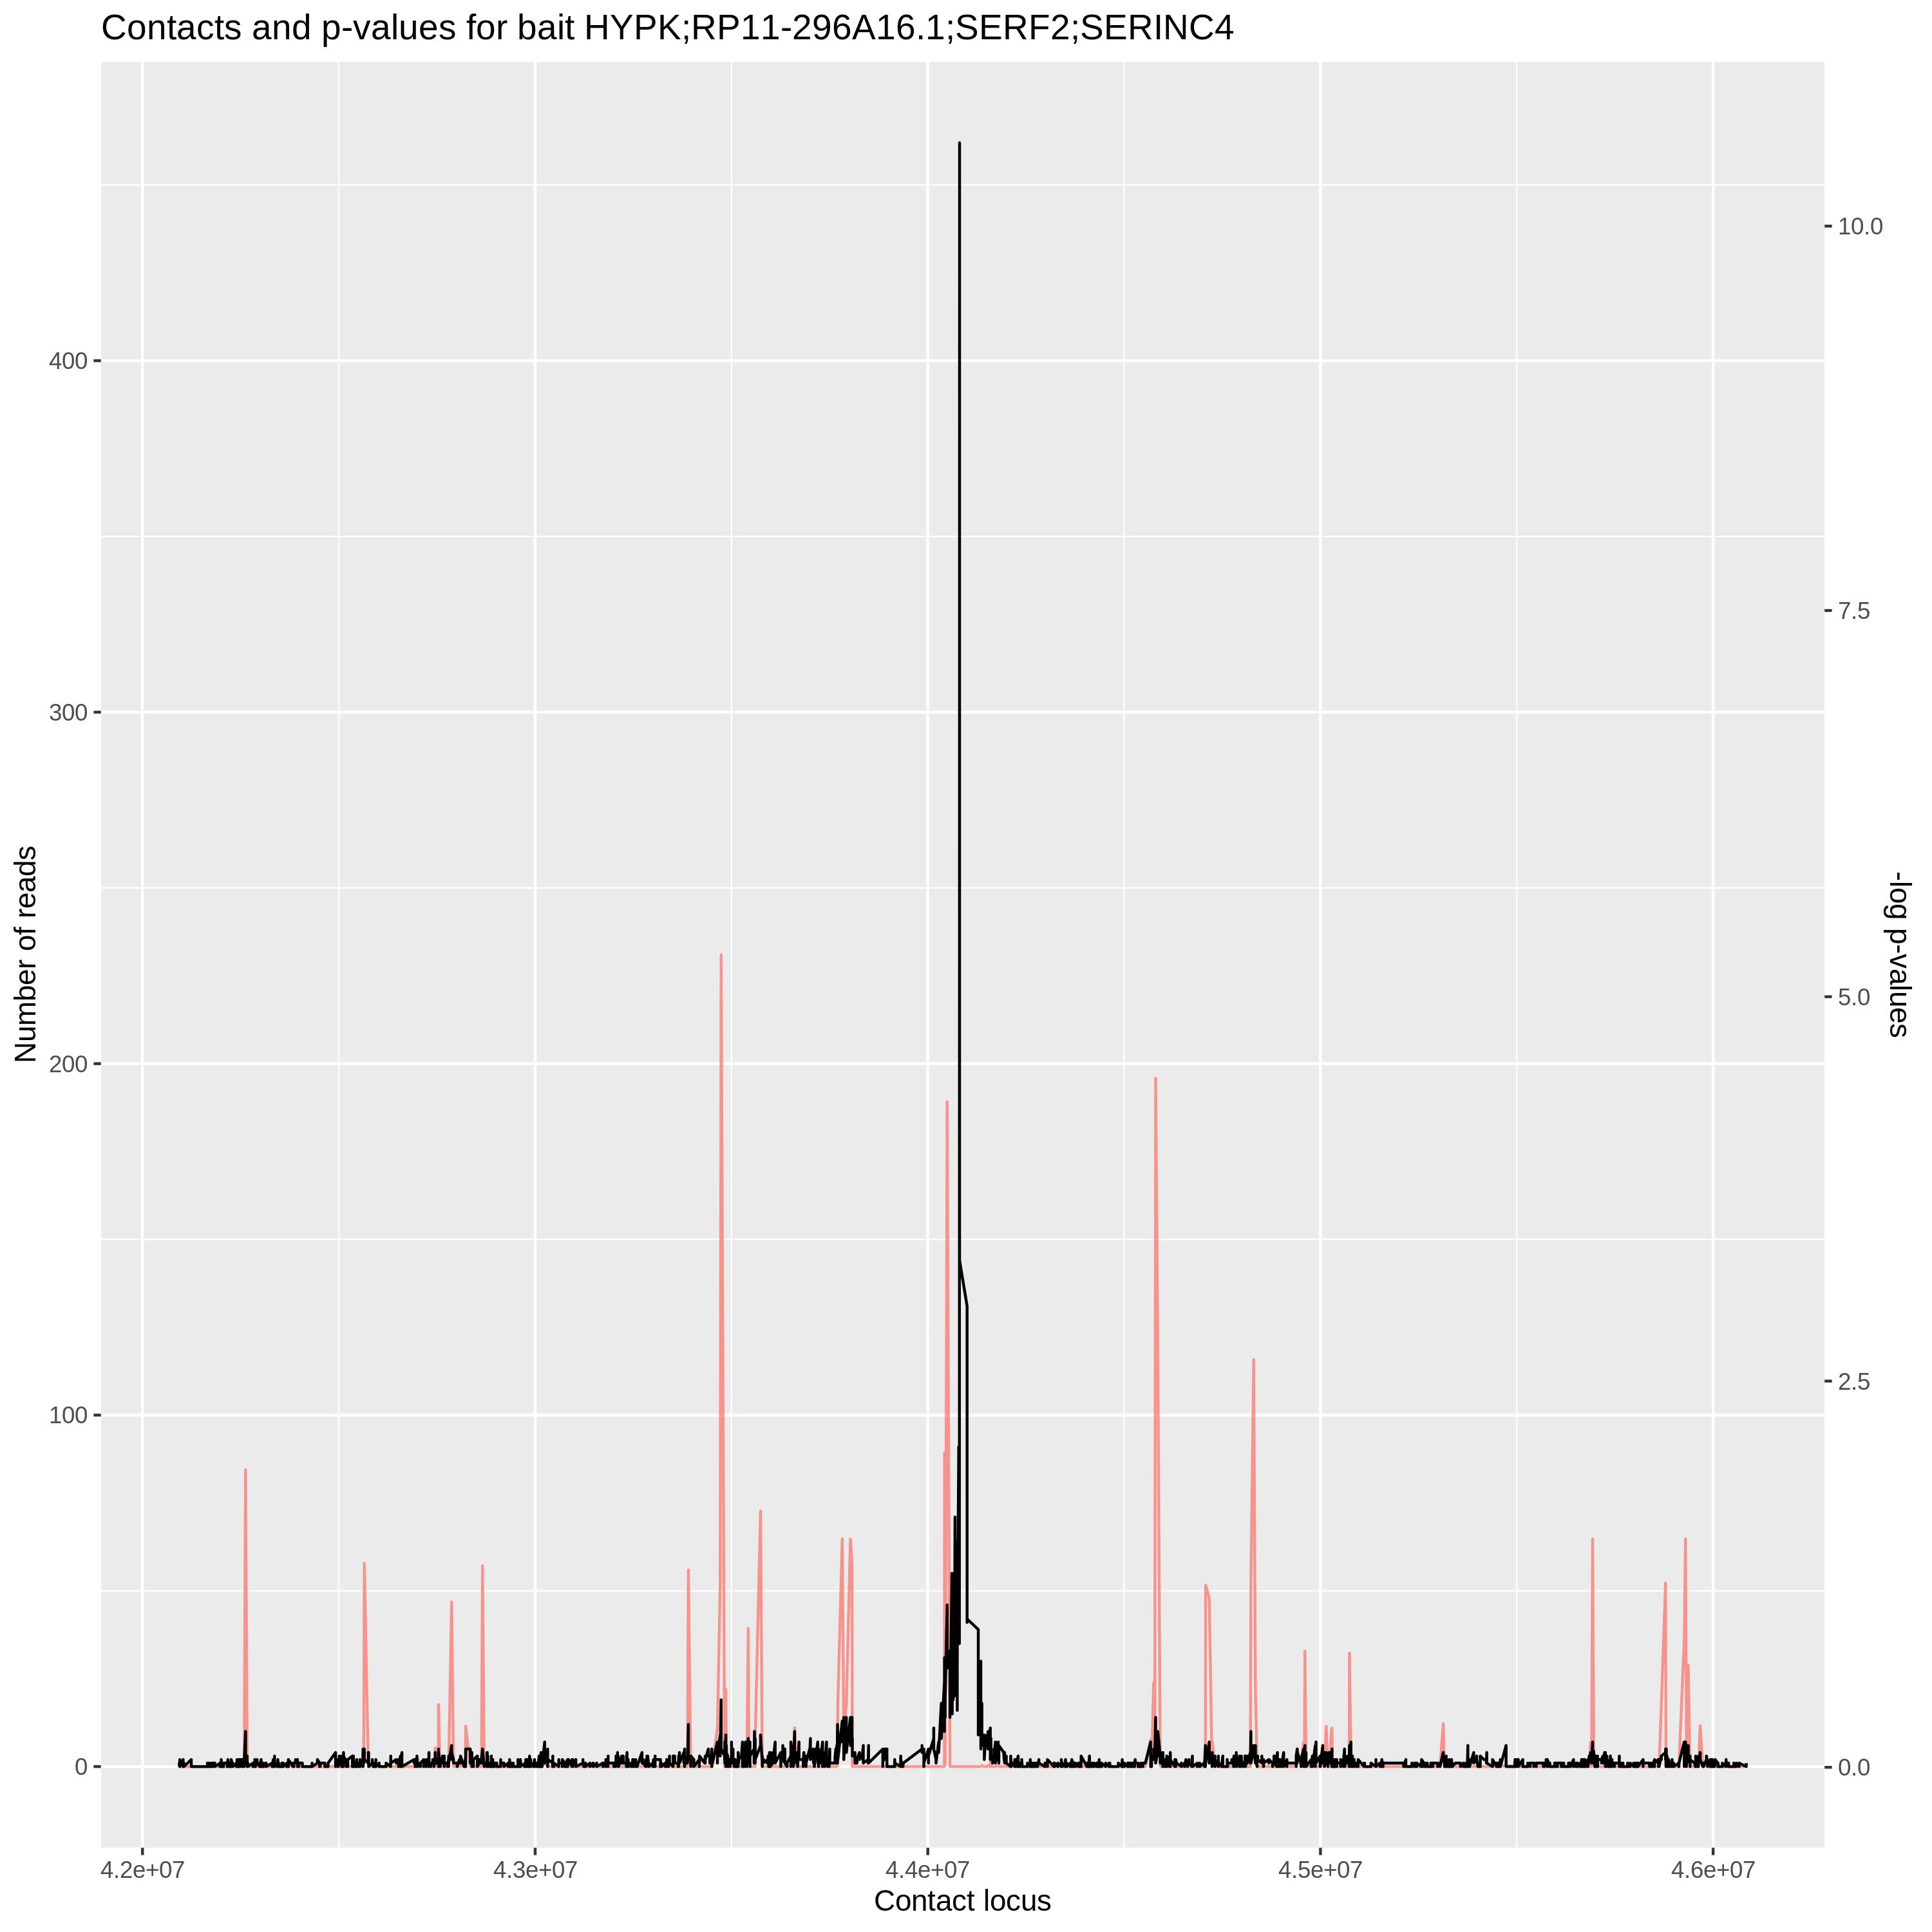 Contacts and p-values for bait HYPK;RP11-296A16.1;SERF2;SERINC4
Number of reads
400
300
200
100
0
10.0
7.5
5.0
2.5
0.0
-log p-values
4.2e+07 4.3e+07 4.4e+07 4.5e+07 4.6e+07
Contact locus